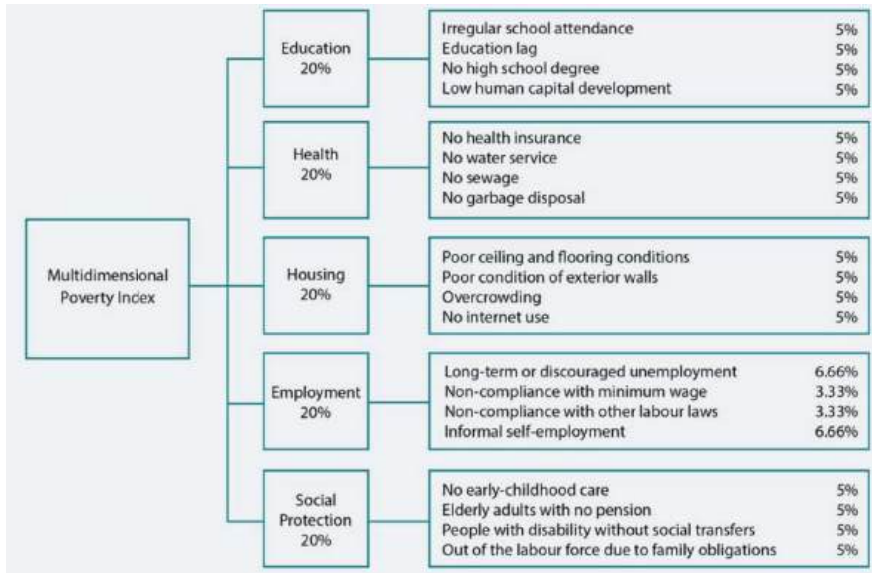 Multidimensional
Poverty Index
Education
20%
Irregular school attendance 5%
Education lag 5%
No high school degree 5%
Low human capital development 5%
Health
20%
No health insurance 5%
No water service 5%
No sewage 5%
No garbage disposal 5%
Housing
20%
Poor ceiling and flooring conditions 5%
Poor condition of exterior walls 5%
Overcrowding 5%
No internet use 5%
Employment
20%
Long-term or discouraged unemployment 6.66%
Non-compliance with minimum wage 3.33%
Non-compliance with other labour laws 3.33%
Informal self-employment 6.66%
Social
Protection
20%
No early-childhood care 5%
Elderly adults with no pension 5%
People with disability without social transfers 5%
Out of the labour force due to family obligations 5%